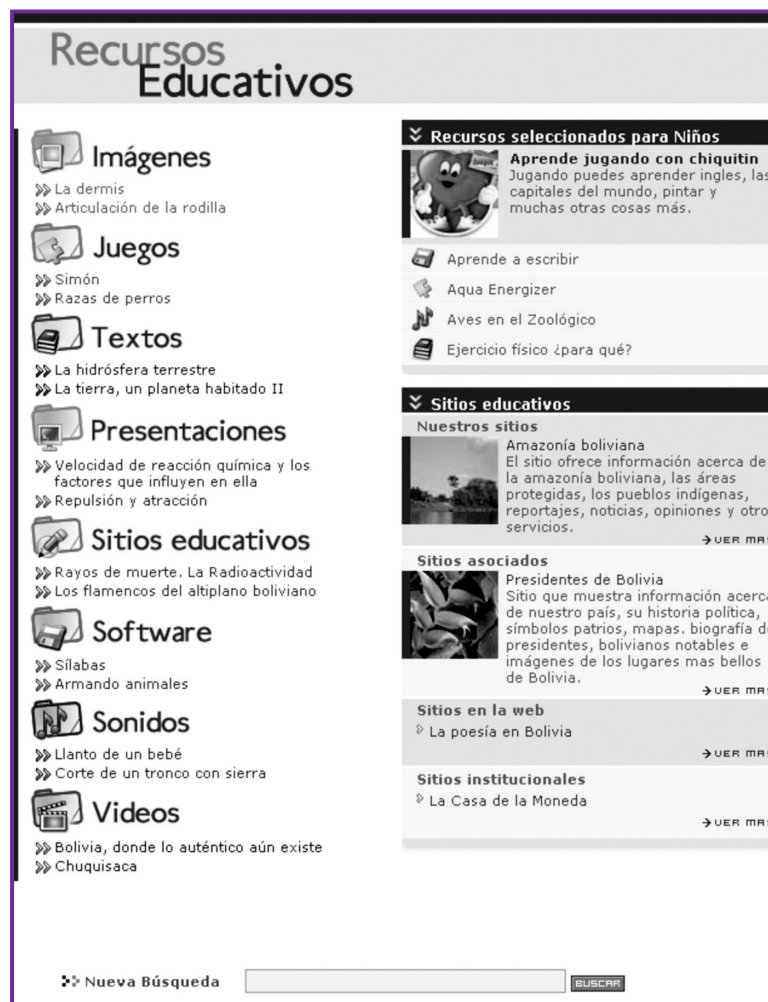 Recursos
Educativos
Imágenes
La dermis
Articulación de la rodilla
Juegos
Simón
Razas de perros
Textos
La hidrósfera terrestre
La tierra, un planeta habitado II
Presentaciones
Velocidad de reacción química y los
factores que influyen en ella
Repulsión y atracción
Sitios educativos
Rayos de muerte. La Radioactividad
Los flamencos del altiplano boliviano
Software
Sílabas
Armando animales
Sonidos
Llanto de un bebé
Corte de un tronco con sierra
Videos
Bolivia, donde lo auténtico aún existe
Chuquisaca
Recursos seleccionados para Niños
Aprende jugando con chiquitin
Jugando puedes aprender ingles, las
capitales del mundo, pintar y
muchas otras cosas más.
Aprende a escribir
Aqua Energizer
Aves en el Zoológico
Ejercicio físico ¿para qué?
Sitios educativos
Nuestros sitios
Amazonía boliviana
El sitio ofrece información acerca de
la amazonía boliviana, las áreas
protegidas, los pueblos indígenas,
reportajes, noticias, opiniones y otro
servicios.
VER MA
Sitios asociados
Presidentes de Bolivia
Sitio que muestra información acerca
de nuestro país, su historia política,
símbolos patrios, mapas. biografía d
presidentes, bolivianos notables e
imágenes de los lugares mas bellos
de Bolivia.
VER MA
Sitios en la web
La poesía en Bolivia
VER MA
Sitios institucionales
La Casa de la Moneda
VER MA
Nueva Búsqueda
BUSCAR